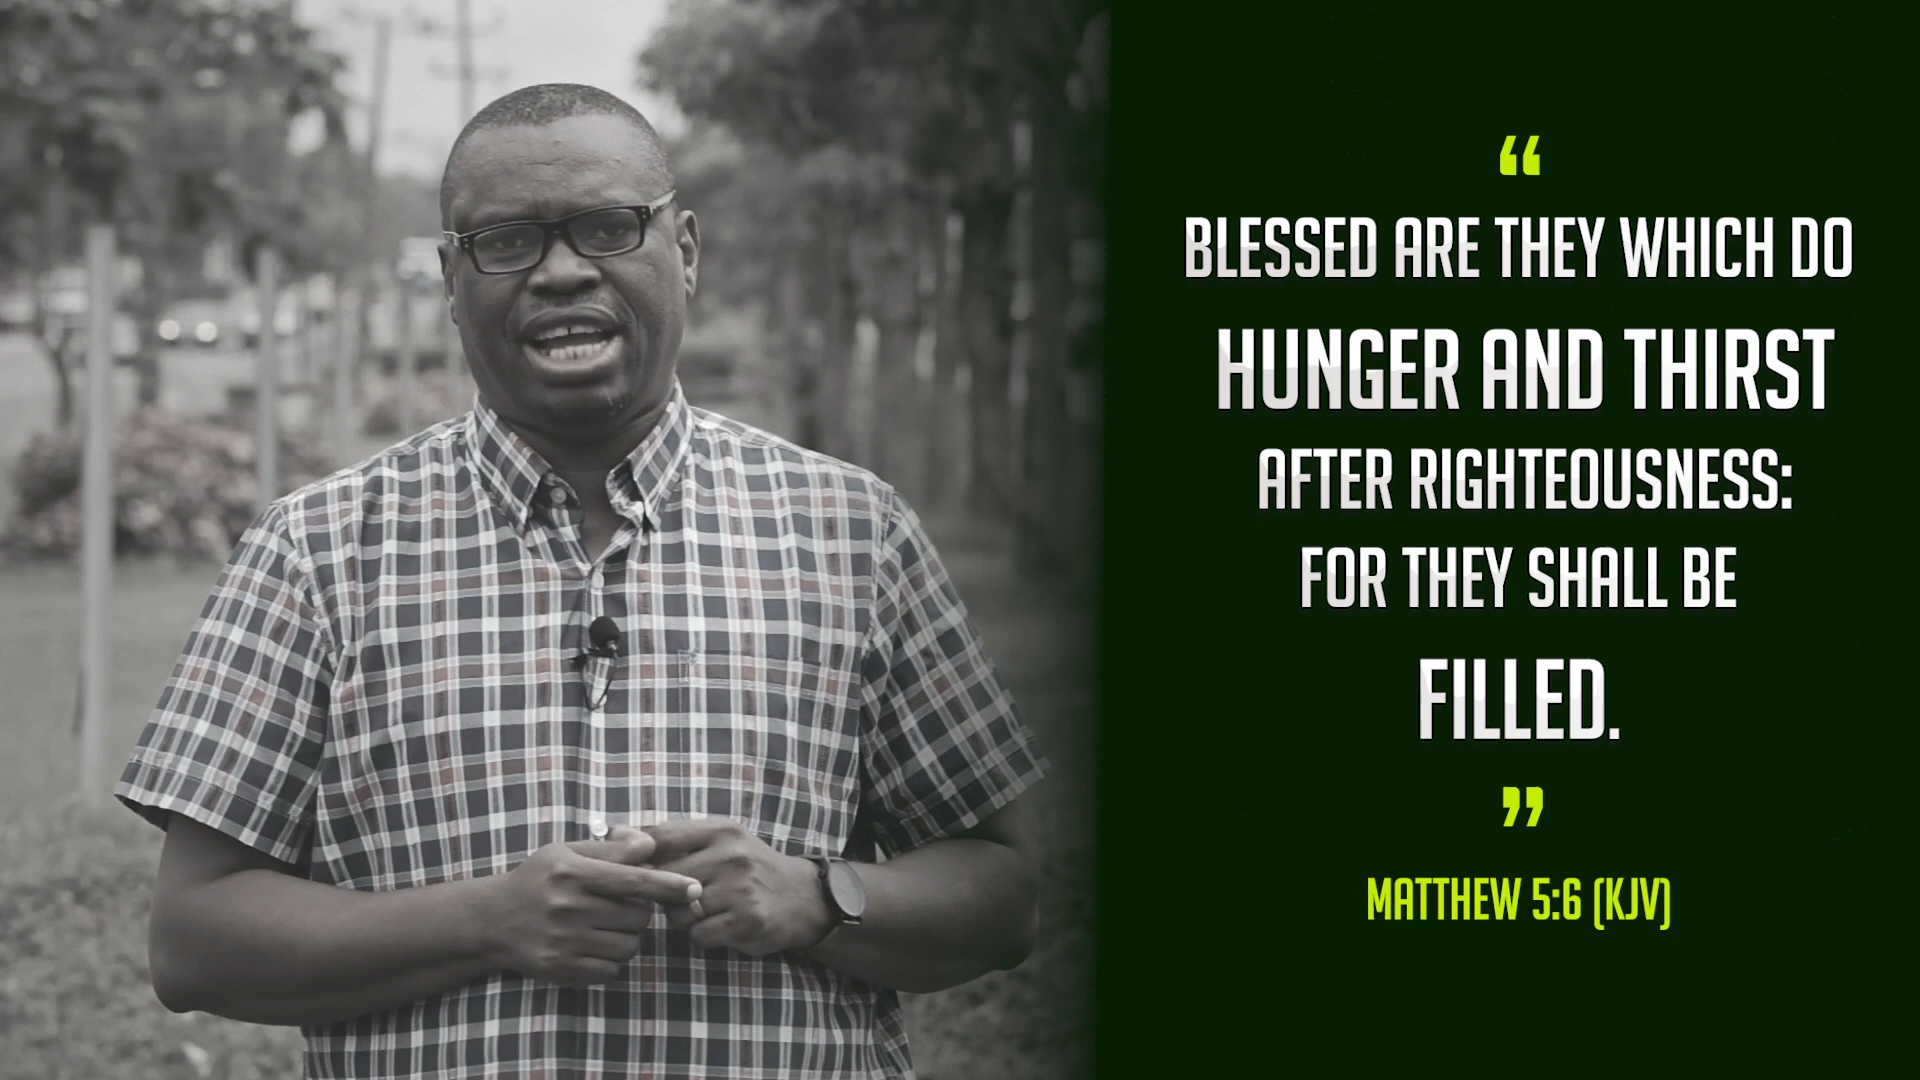 “
BLESSED ARE THEY WHICH DO
HUNGER AND THIRST
AFTER RIGHTEOUSNESS:
FOR THEY SHALL BE
FILLED.
”
MATTHEW 5:6 (KJV)